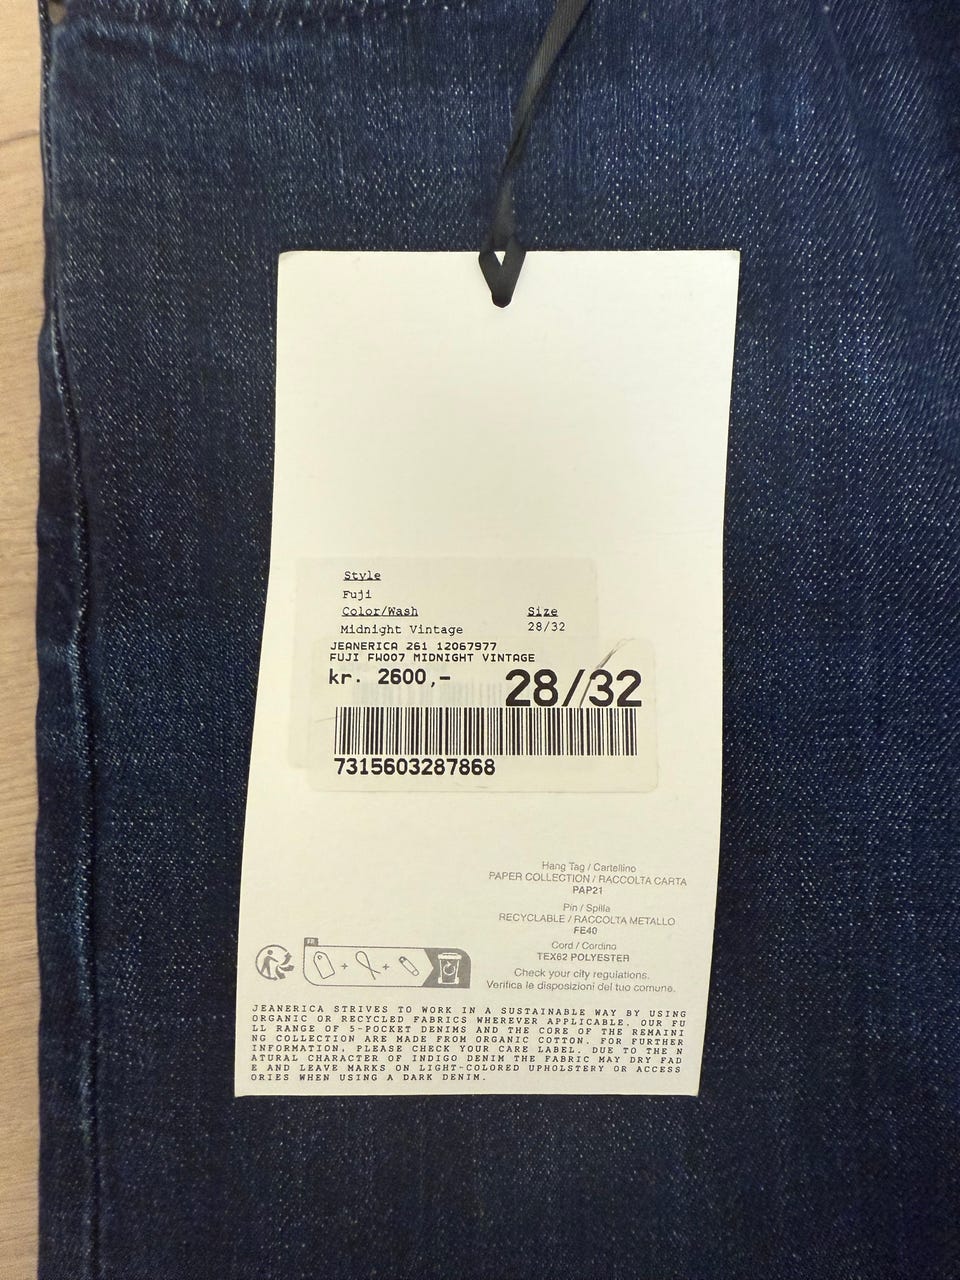 Style
Fuji
Color/Wash Size
Midnight Vintage 28/32
JEANERICA 261 12067977
FUJI FW007 MIDNIGHT VINTAGE
kr. 2600,- 28/32
7315603287868
Hang Tag / Cartellino
PAPER COLLECTION / RACCOLTA CARTA
PAP21
Pin / Spilla
RECYCLABLE / RACCOLTA METALLO
FE40
Cord / Cordino
TEX62 POLYESTER
Check your city regulations.
Verifica le disposizioni del tuo comune.
FR
JEANERICA STRIVES TO WORK IN A SUSTAINABLE WAY BY USING
ORGANIC OR RECYCLED FABRICS WHEREVER APPLICABLE. OUR FU
LL RANGE OF 5-POCKET DENIMS AND THE CORE OF THE REMAINI
NG COLLECTION ARE MADE FROM ORGANIC COTTON. FOR FURTHER
INFORMATION, PLEASE CHECK YOUR CARE LABEL. DUE TO THE N
ATURAL CHARACTER OF INDIGO DENIM THE FABRIC MAY DRY FAD
E AND LEAVE MARKS ON LIGHT-COLORED UPHOLSTERY OR ACCESS
ORIES WHEN USING A DARK DENIM.